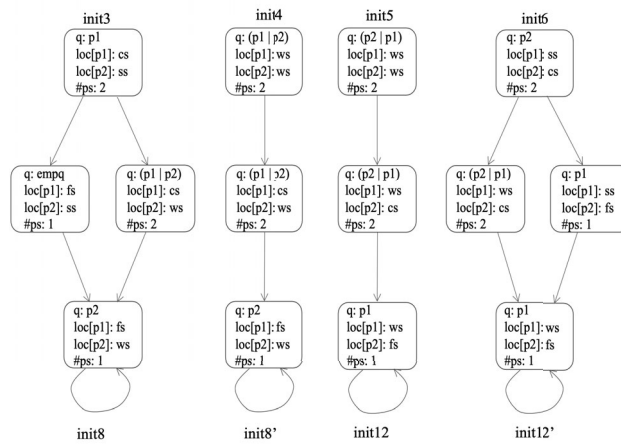 init3
init4
init5
init6
q: p1
loc[p1]: cs
loc[p2]: ss
#ps: 2
q: (p1 | p2)
loc[p1]: ws
loc[p2]: ws
#ps: 2
q: (p2 | p1)
loc[p1]: ws
loc[p2]: ws
#ps: 2
q: p2
loc[p1]: ss
loc[p2]: cs
#ps: 2
q: empq
loc[p1]: fs
loc[p2]: ss
#ps: 1
q: (p1 | p2)
loc[p1]: cs
loc[p2]: ws
#ps: 2
q: (p1 | p2)
loc[p1]: cs
loc[p2]: ws
#ps: 2
q: (p2 | p1)
loc[p1]: ws
loc[p2]: cs
#ps: 2
q: (p2 | p1)
loc[p1]: ws
loc[p2]: cs
#ps: 2
q: p1
loc[p1]: ss
loc[p2]: fs
#ps: 1
q: p2
loc[p1]: fs
loc[p2]: ws
#ps: 1
q: p2
loc[p1]: fs
loc[p2]: ws
#ps: 1
q: p1
loc[p1]: ws
loc[p2]: fs
#ps: 1
q: p1
loc[p1]: ws
loc[p2]: fs
#ps: 1
init8
init8'
init12
init12'